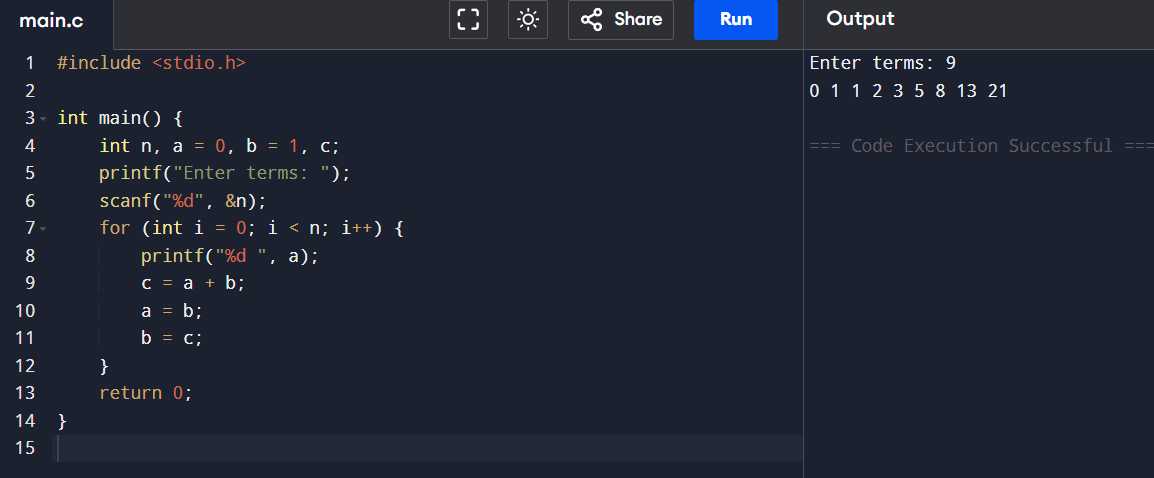 main.c
Share
Run
Output
1 #include <stdio.h>
2
3 int main() {
4     int n, a = 0, b = 1, c;
5     printf("Enter terms: ");
6     scanf("%d", &n);
7     for (int i = 0; i < n; i++) {
8         printf("%d ", a);
9         c = a + b;
10         a = b;
11         b = c;
12     }
13     return 0;
14 }
15
Enter terms: 9
0 1 1 2 3 5 8 13 21
=== Code Execution Successful ===